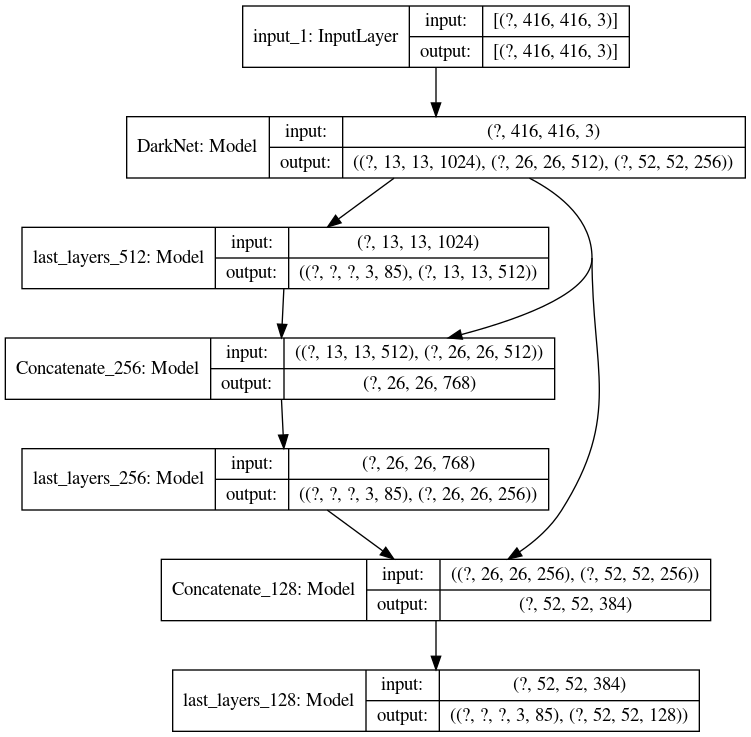 input_1: InputLayer
input:
[(?, 416, 416, 3)]
output:
[(?, 416, 416, 3)]
DarkNet: Model
input:
(?, 416, 416, 3)
output:
((?, 13, 13, 1024), (?, 26, 26, 512), (?, 52, 52, 256))
last_layers_512: Model
input:
(?, 13, 13, 1024)
output:
((?, ?, ?, 3, 85), (?, 13, 13, 512))
Concatenate_256: Model
input:
((?, 13, 13, 512), (?, 26, 26, 512))
output:
(?, 26, 26, 768)
last_layers_256: Model
input:
(?, 26, 26, 768)
output:
((?, ?, ?, 3, 85), (?, 26, 26, 256))
Concatenate_128: Model
input:
((?, 26, 26, 256), (?, 52, 52, 256))
output:
(?, 52, 52, 384)
last_layers_128: Model
input:
(?, 52, 52, 384)
output:
((?, ?, ?, 3, 85), (?, 52, 52, 128))